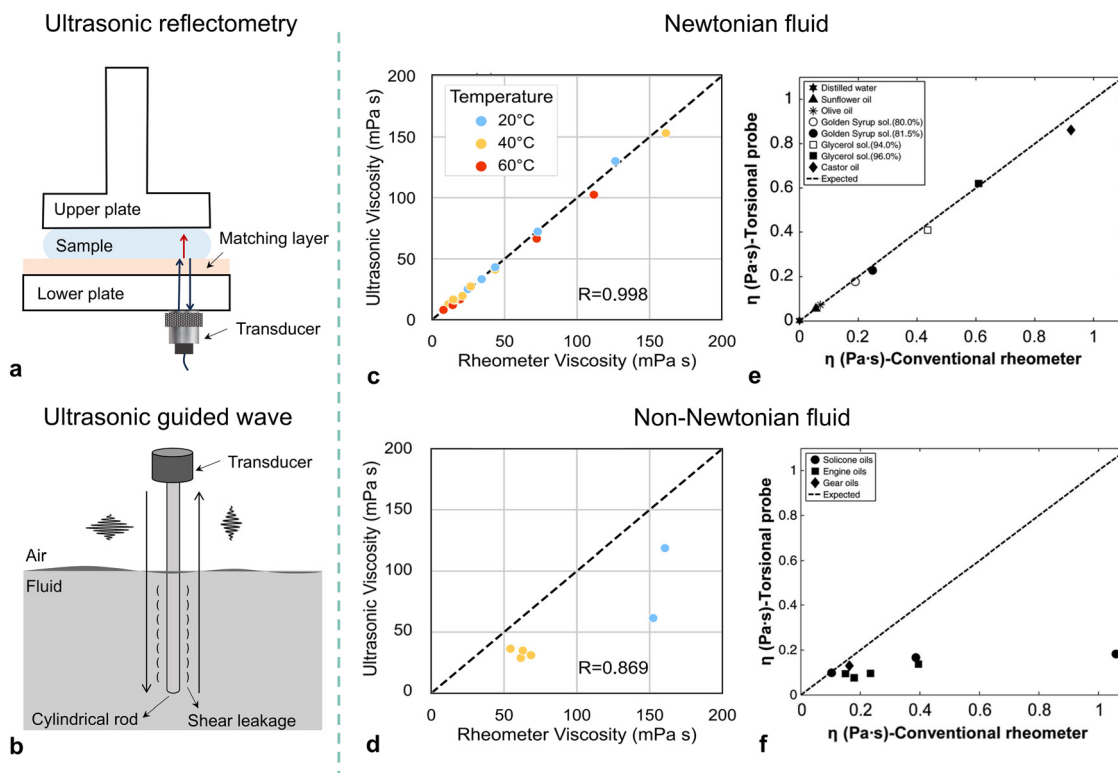 Ultrasonic reflectometry
Upper plate
Sample
Matching layer
Lower plate
Transducer
a
Ultrasonic guided wave
Transducer
Air
Fluid
Cylindrical rod
Shear leakage
b
Newtonian fluid
Ultrasonic Viscosity (mPa s)
200
150
100
50
0
Temperature
20°C
40°C
60°C
R=0.998
0 50 100 150 200
Rheometer Viscosity (mPa s)
c
η (Pa·s)-Torsional probe
1
0.8
0.6
0.4
0.2
0
Distilled water
Sunflower oil
Olive oil
Golden Syrup sol.(80.0%)
Golden Syrup sol.(81.5%)
Glycerol sol.(94.0%)
Glycerol sol.(96.0%)
Castor oil
Expected
0 0.2 0.4 0.6 0.8 1
η (Pa·s)-Conventional rheometer
e
Non-Newtonian fluid
Ultrasonic Viscosity (mPa s)
200
150
100
50
0
R=0.869
0 50 100 150 200
Rheometer Viscosity (mPa s)
d
η (Pa·s)-Torsional probe
1
0.8
0.6
0.4
0.2
0
Solicone oils
Engine oils
Gear oils
Expected
0 0.2 0.4 0.6 0.8 1
η (Pa·s)-Conventional rheometer
f